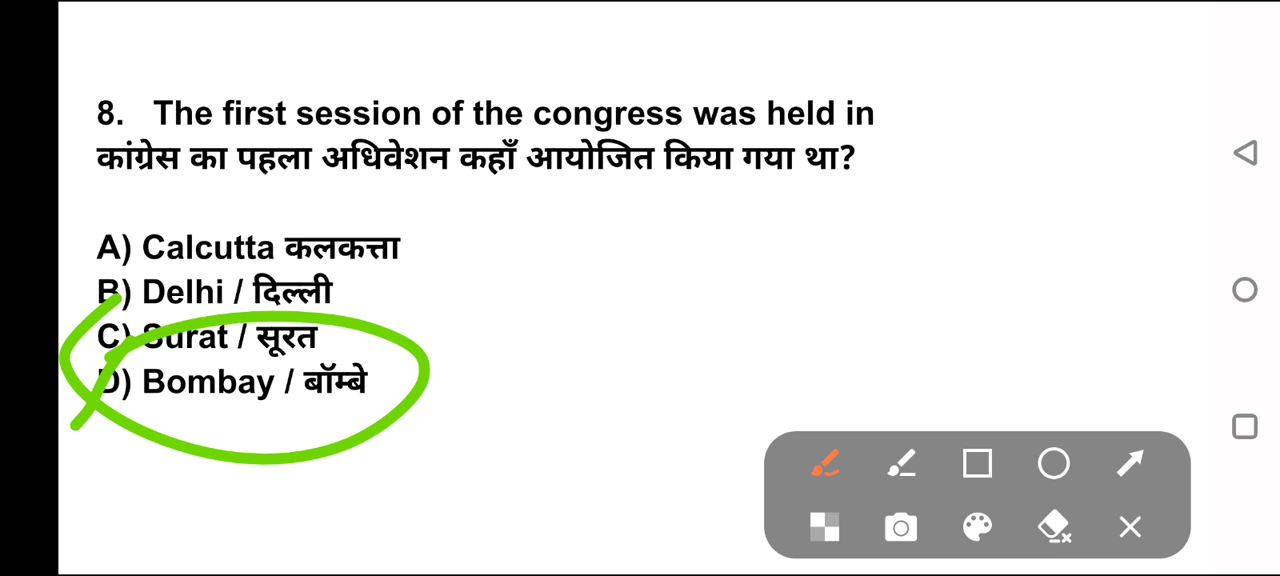 8. The first session of the congress was held in
कांग्रेस का पहला अधिवेशन कहाँ आयोजित किया गया था?
A) Calcutta कलकत्ता
B) Delhi / दिल्ली
C) Surat / सूरत
D) Bombay / बॉम्बे